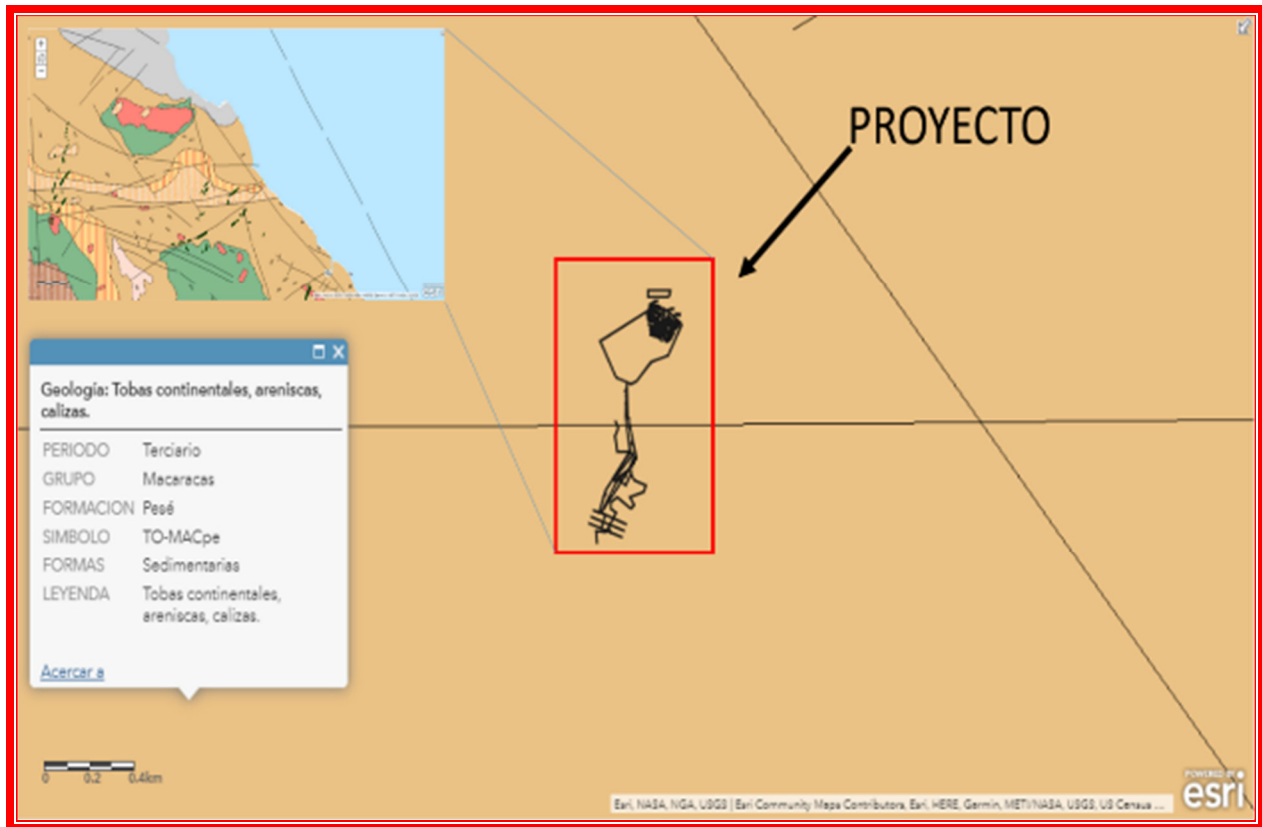 PROYECTO
Geología: Tobas continentales, areniscas,
calizas.
PERIODO Terciario
GRUPO Macaracas
FORMACION Pesé
SIMBOLO TO-MACpe
FORMAS Sedimentarias
LEYENDA Tobas continentales,
areniscas, calizas.
Acercar a
0 0.2 0.4km
Esri, NASA, NGA, USGS | Esri Community Maps Contributors, Esri, HERE, Garmin, METI/NASA, USGS, US Census ...
POWERED BY
esri